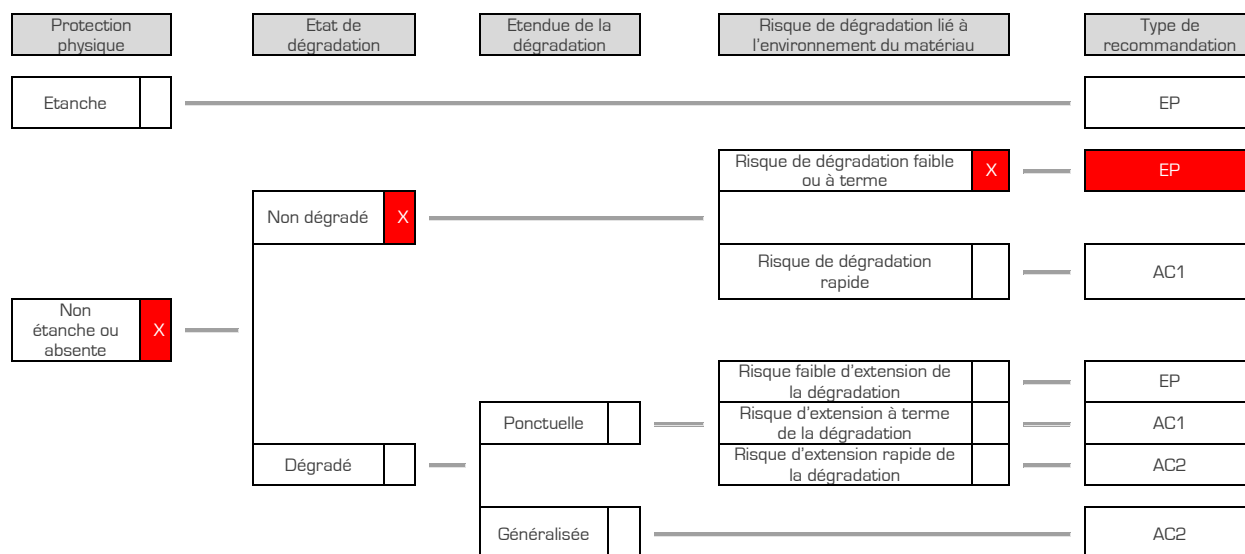 Protection
physique
Etat de
dégradation
Etendue de la
dégradation
Risque de dégradation lié à
l'environnement du matériau
Type de
recommandation
Etanche
EP
Risque de dégradation faible
ou à terme
X
EP
Non dégradé
X
Risque de dégradation
rapide
AC1
Non
étanche ou
absente
X
Risque faible d'extension de
la dégradation
EP
Ponctuelle
Risque d'extension à terme
de la dégradation
AC1
Dégradé
Risque d'extension rapide de
la dégradation
AC2
Généralisée
AC2